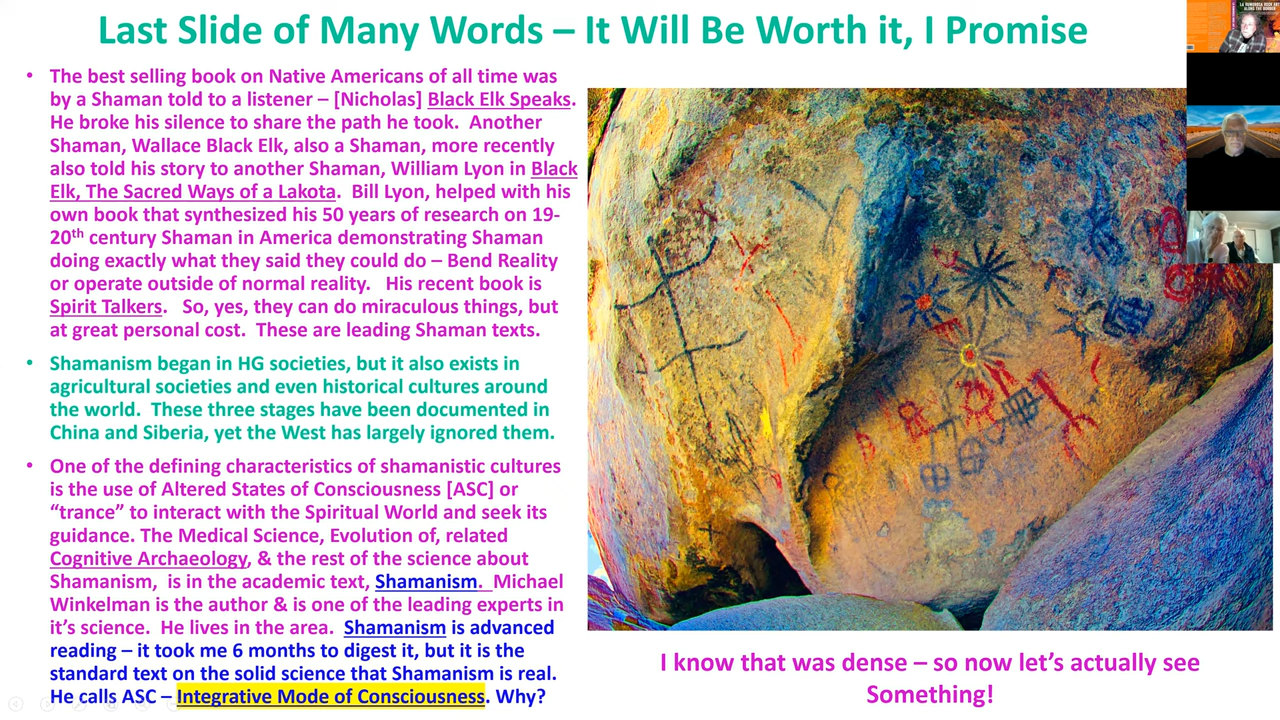 Last Slide of Many Words – It Will Be Worth it, I Promise
• The best selling book on Native Americans of all time was
by a Shaman told to a listener – [Nicholas] Black Elk Speaks.
He broke his silence to share the path he took. Another
Shaman, Wallace Black Elk, also a Shaman, more recently
also told his story to another Shaman, William Lyon in Black
Elk, The Sacred Ways of a Lakota. Bill Lyon, helped with his
own book that synthesized his 50 years of research on 19-
20th century Shaman in America demonstrating Shaman
doing exactly what they said they could do – Bend Reality
or operate outside of normal reality. His recent book is
Spirit Talkers. So, yes, they can do miraculous things, but
at great personal cost. These are leading Shaman texts.
• Shamanism began in HG societies, but it also exists in
agricultural societies and even historical cultures around
the world. These three stages have been documented in
China and Siberia, yet the West has largely ignored them.
• One of the defining characteristics of shamanistic cultures
is the use of Altered States of Consciousness [ASC] or
“trance” to interact with the Spiritual World and seek its
guidance. The Medical Science, Evolution of, related
Cognitive Archaeology, & the rest of the science about
Shamanism, is in the academic text, Shamanism. Michael
Winkelman is the author & is one of the leading experts in
it’s science. He lives in the area. Shamanism is advanced
reading – it took me 6 months to digest it, but it is the
standard text on the solid science that Shamanism is real.
He calls ASC – Integrative Mode of Consciousness. Why?
I know that was dense – so now let’s actually see
Something!
LA RUMOROSA ROCK ART
ALONG THE BORDER